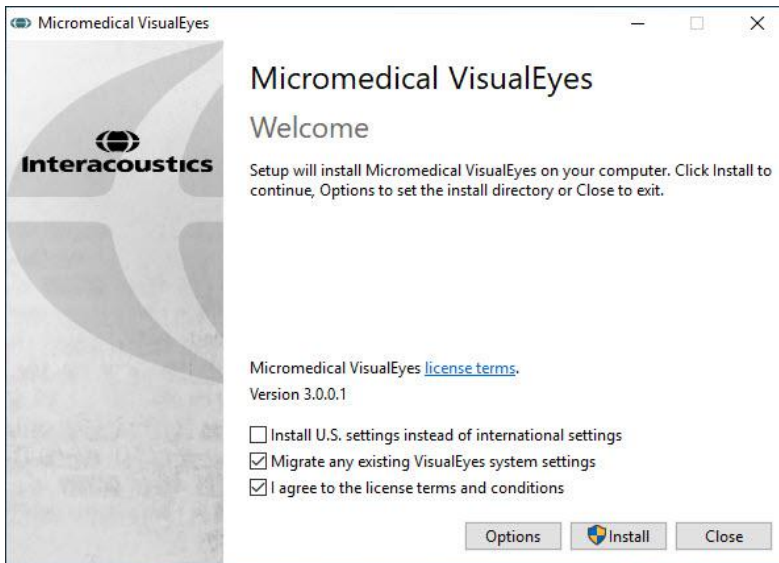 Micromedical VisualEyes
Interacoustics
Micromedical VisualEyes
Welcome
Setup will install Micromedical VisualEyes on your computer. Click Install to
continue, Options to set the install directory or Close to exit.
Micromedical VisualEyes license terms.
Version 3.0.0.1
Install U.S. settings instead of international settings
Migrate any existing VisualEyes system settings
I agree to the license terms and conditions
Options Install Close